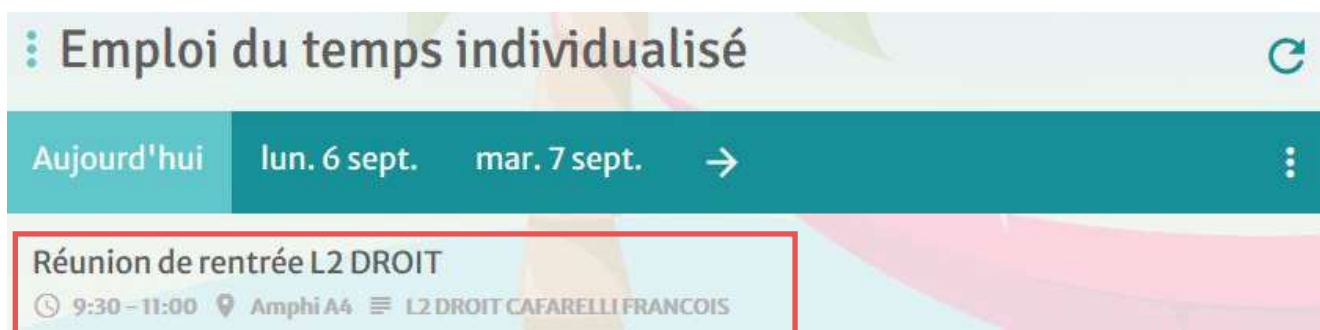 Emploi du temps individualisé
Aujourd'hui lun. 6 sept. mar. 7 sept.
Réunion de rentrée L2 DROIT
9:30 – 11:00 Amphi A4 L2 DROIT CAFARELLI FRANCOIS